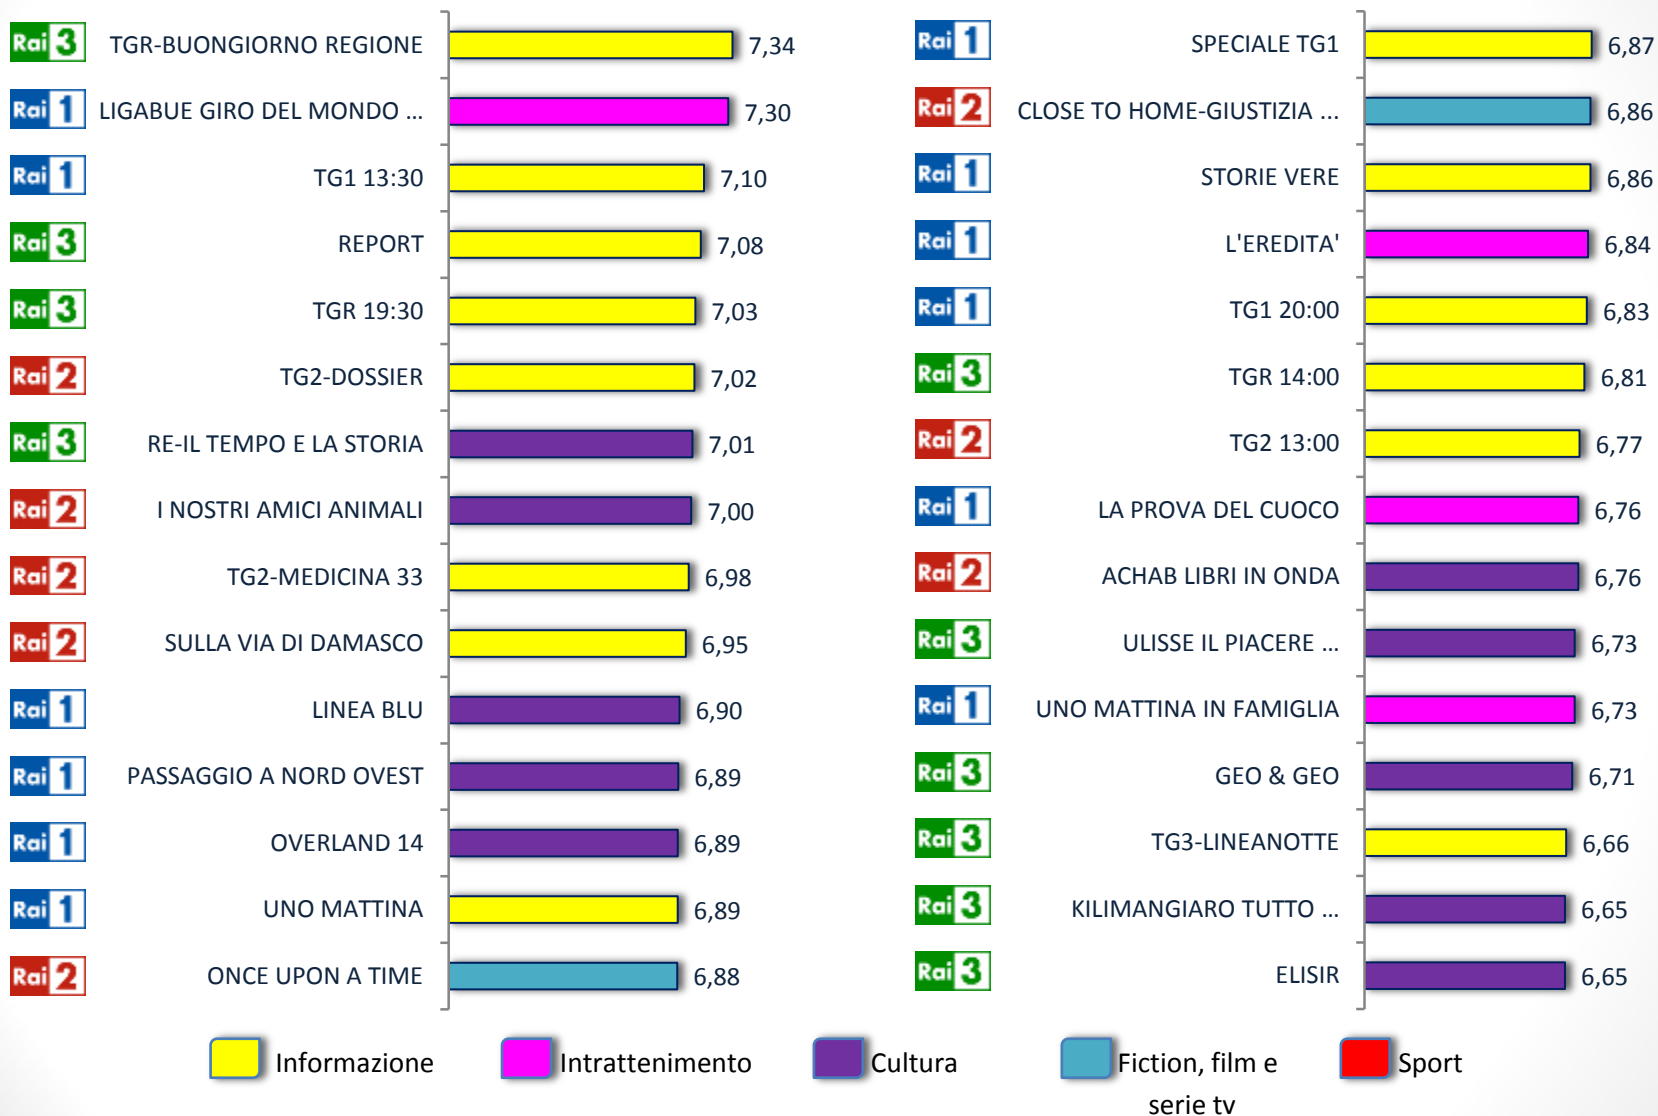 Rai 3 TGR-BUONGIORNO REGIONE 7,34
Rai 1 LIGABUE GIRO DEL MONDO ... 7,30
Rai 1 TG1 13:30 7,10
Rai 3 REPORT 7,08
Rai 3 TGR 19:30 7,03
Rai 2 TG2-DOSSIER 7,02
Rai 3 RE-IL TEMPO E LA STORIA 7,01
Rai 2 I NOSTRI AMICI ANIMALI 7,00
Rai 2 TG2-MEDICINA 33 6,98
Rai 2 SULLA VIA DI DAMASCO 6,95
Rai 1 LINEA BLU 6,90
Rai 1 PASSAGGIO A NORD OVEST 6,89
Rai 1 OVERLAND 14 6,89
Rai 1 UNO MATTINA 6,89
Rai 2 ONCE UPON A TIME 6,88
Rai 1 SPECIALE TG1 6,87
Rai 2 CLOSE TO HOME-GIUSTIZIA ... 6,86
Rai 1 STORIE VERE 6,86
Rai 1 L'EREDITA' 6,84
Rai 1 TG1 20:00 6,83
Rai 3 TGR 14:00 6,81
Rai 2 TG2 13:00 6,77
Rai 1 LA PROVA DEL CUOCO 6,76
Rai 2 ACHAB LIBRI IN ONDA 6,76
Rai 3 ULISSE IL PIACERE ... 6,73
Rai 1 UNO MATTINA IN FAMIGLIA 6,73
Rai 3 GEO & GEO 6,71
Rai 3 TG3-LINEANOTTE 6,66
Rai 3 KILIMANGIARO TUTTO ... 6,65
Rai 3 ELISIR 6,65
Informazione
Intrattenimento
Cultura
Fiction, film e
serie tv
Sport